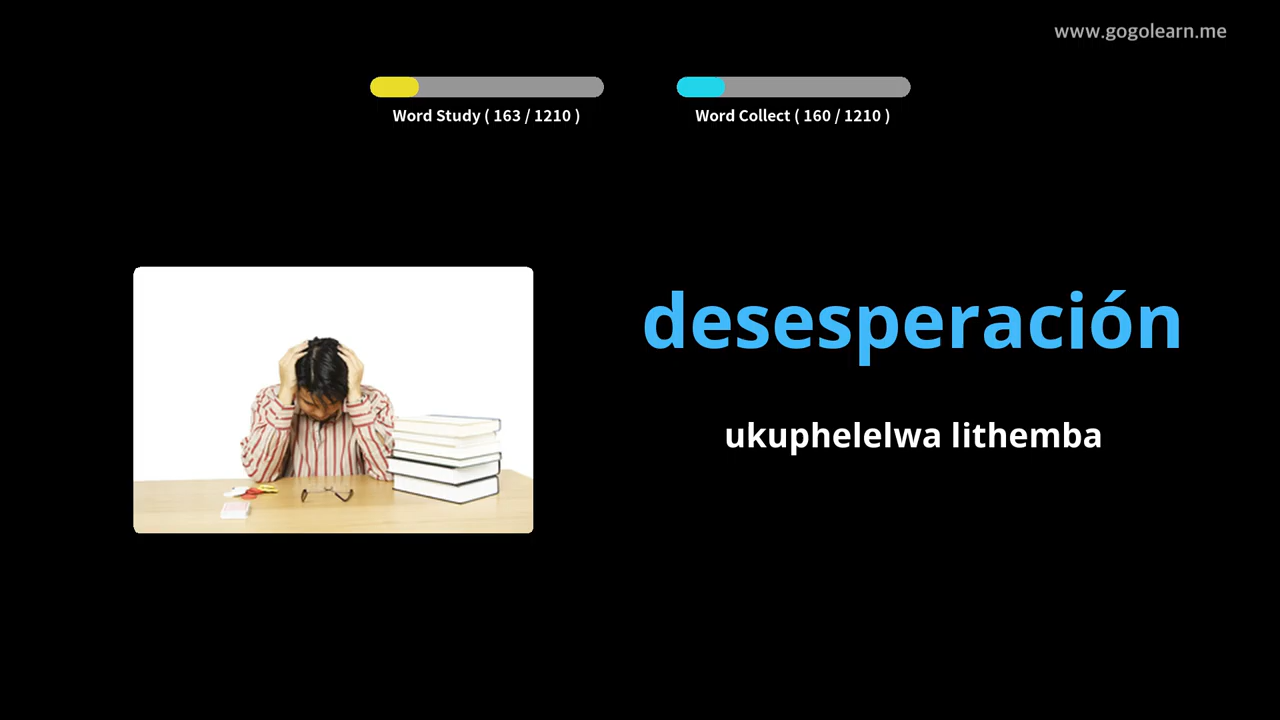 www.gogolearn.me
Word Study ( 163 / 1210 )
Word Collect ( 160 / 1210 )
desesperación
ukuphelelwa lithemba